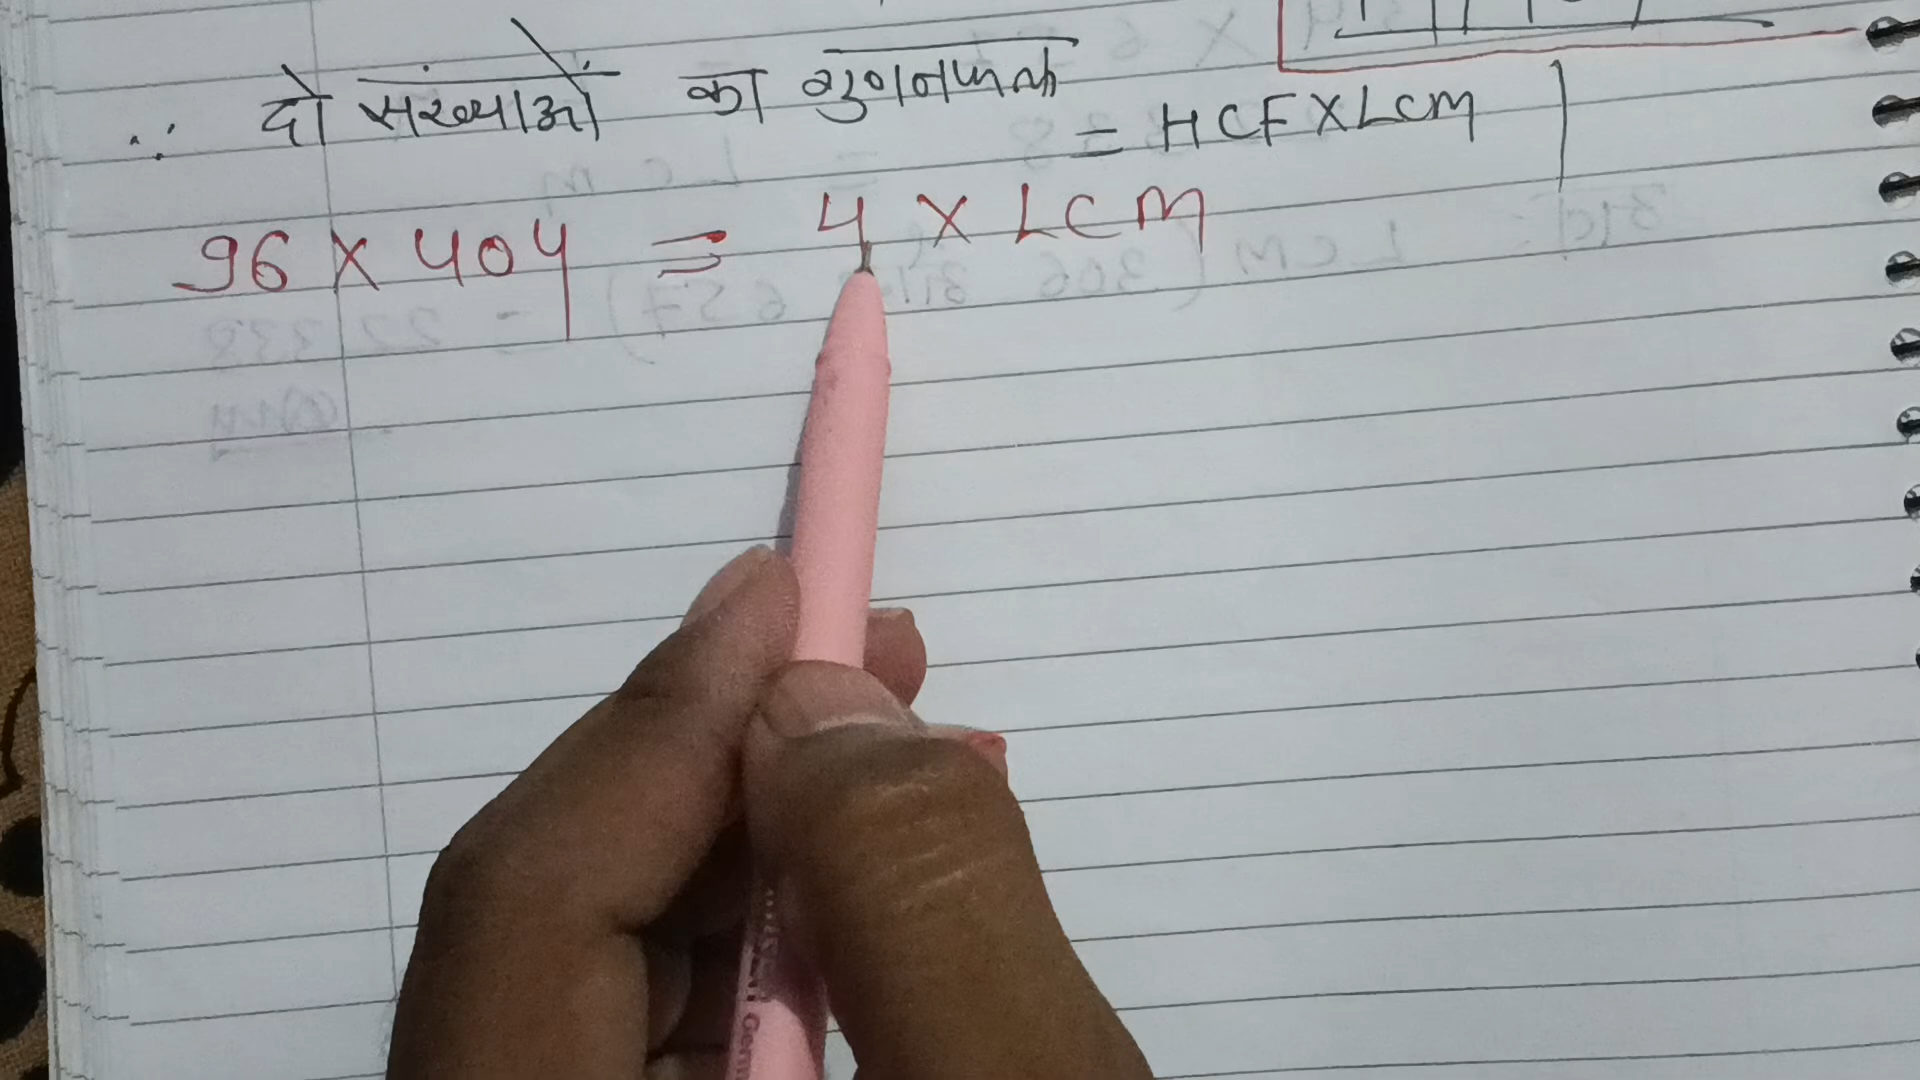 ∴ दो संख्याओं का गुणनफल
= HCF X LCM
96 X 404 = 4 X LCM